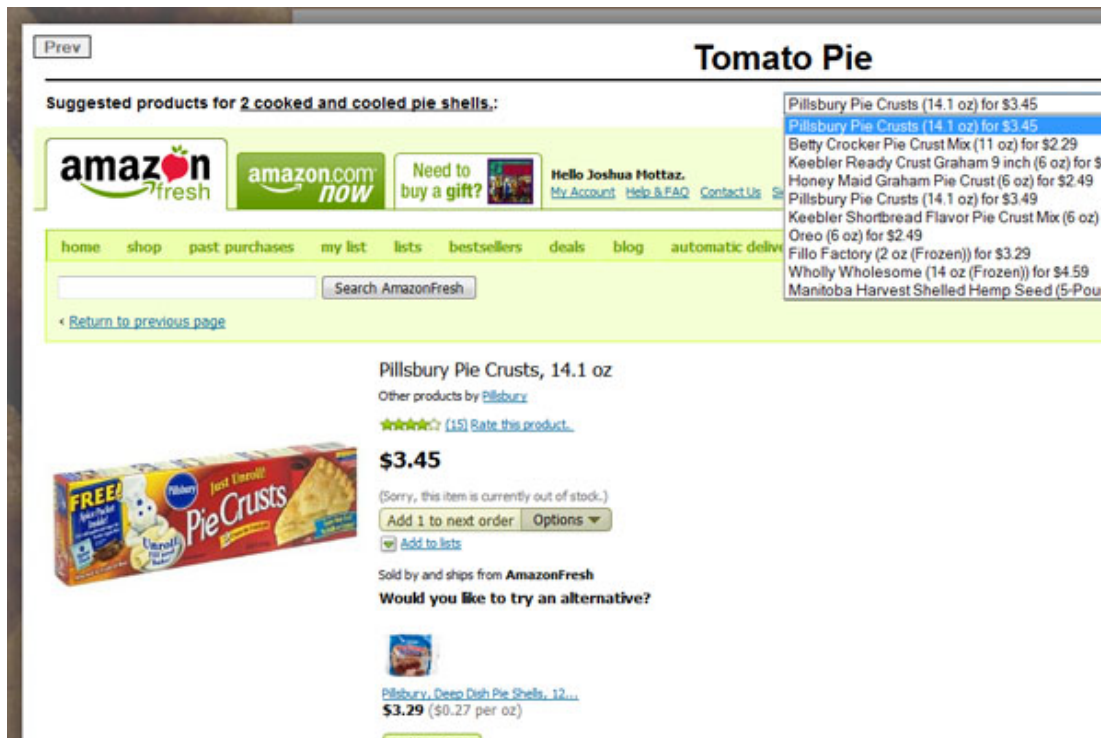 Prev
Tomato Pie
Suggested products for 2 cooked and cooled pie shells.:
Pillsbury Pie Crusts (14.1 oz) for $3.45
Pillsbury Pie Crusts (14.1 oz) for $3.45
Betty Crocker Pie Crust Mix (11 oz) for $2.29
Keebler Ready Crust Graham 9 inch (6 oz) for $
Honey Maid Graham Pie Crust (6 oz) for $2.49
Pillsbury Pie Crusts (14.1 oz) for $3.49
Keebler Shortbread Flavor Pie Crust Mix (6 oz)
Oreo (6 oz) for $2.49
Fillo Factory (2 oz (Frozen)) for $3.29
Wholly Wholesome (14 oz (Frozen)) for $4.59
Manitoba Harvest Shelled Hemp Seed (5-Pou
amazon fresh
amazon.com now
Need to buy a gift?
Hello Joshua Mottaz.
My Account Help & FAQ Contact Us
home shop past purchases my list lists bestsellers deals blog automatic delive
Search AmazonFresh
‹ Return to previous page
Pillsbury Pie Crusts, 14.1 oz
Other products by Pillsbury
(15) Rate this product.
$3.45
(Sorry, this item is currently out of stock.)
Add 1 to next order Options
Add to lists
Sold by and ships from AmazonFresh
Would you like to try an alternative?
Pillsbury, Deep Dish Pie Shells, 12...
$3.29 ($0.27 per oz)
FREE!
Pillsbury
Just Unroll!
Pie Crusts